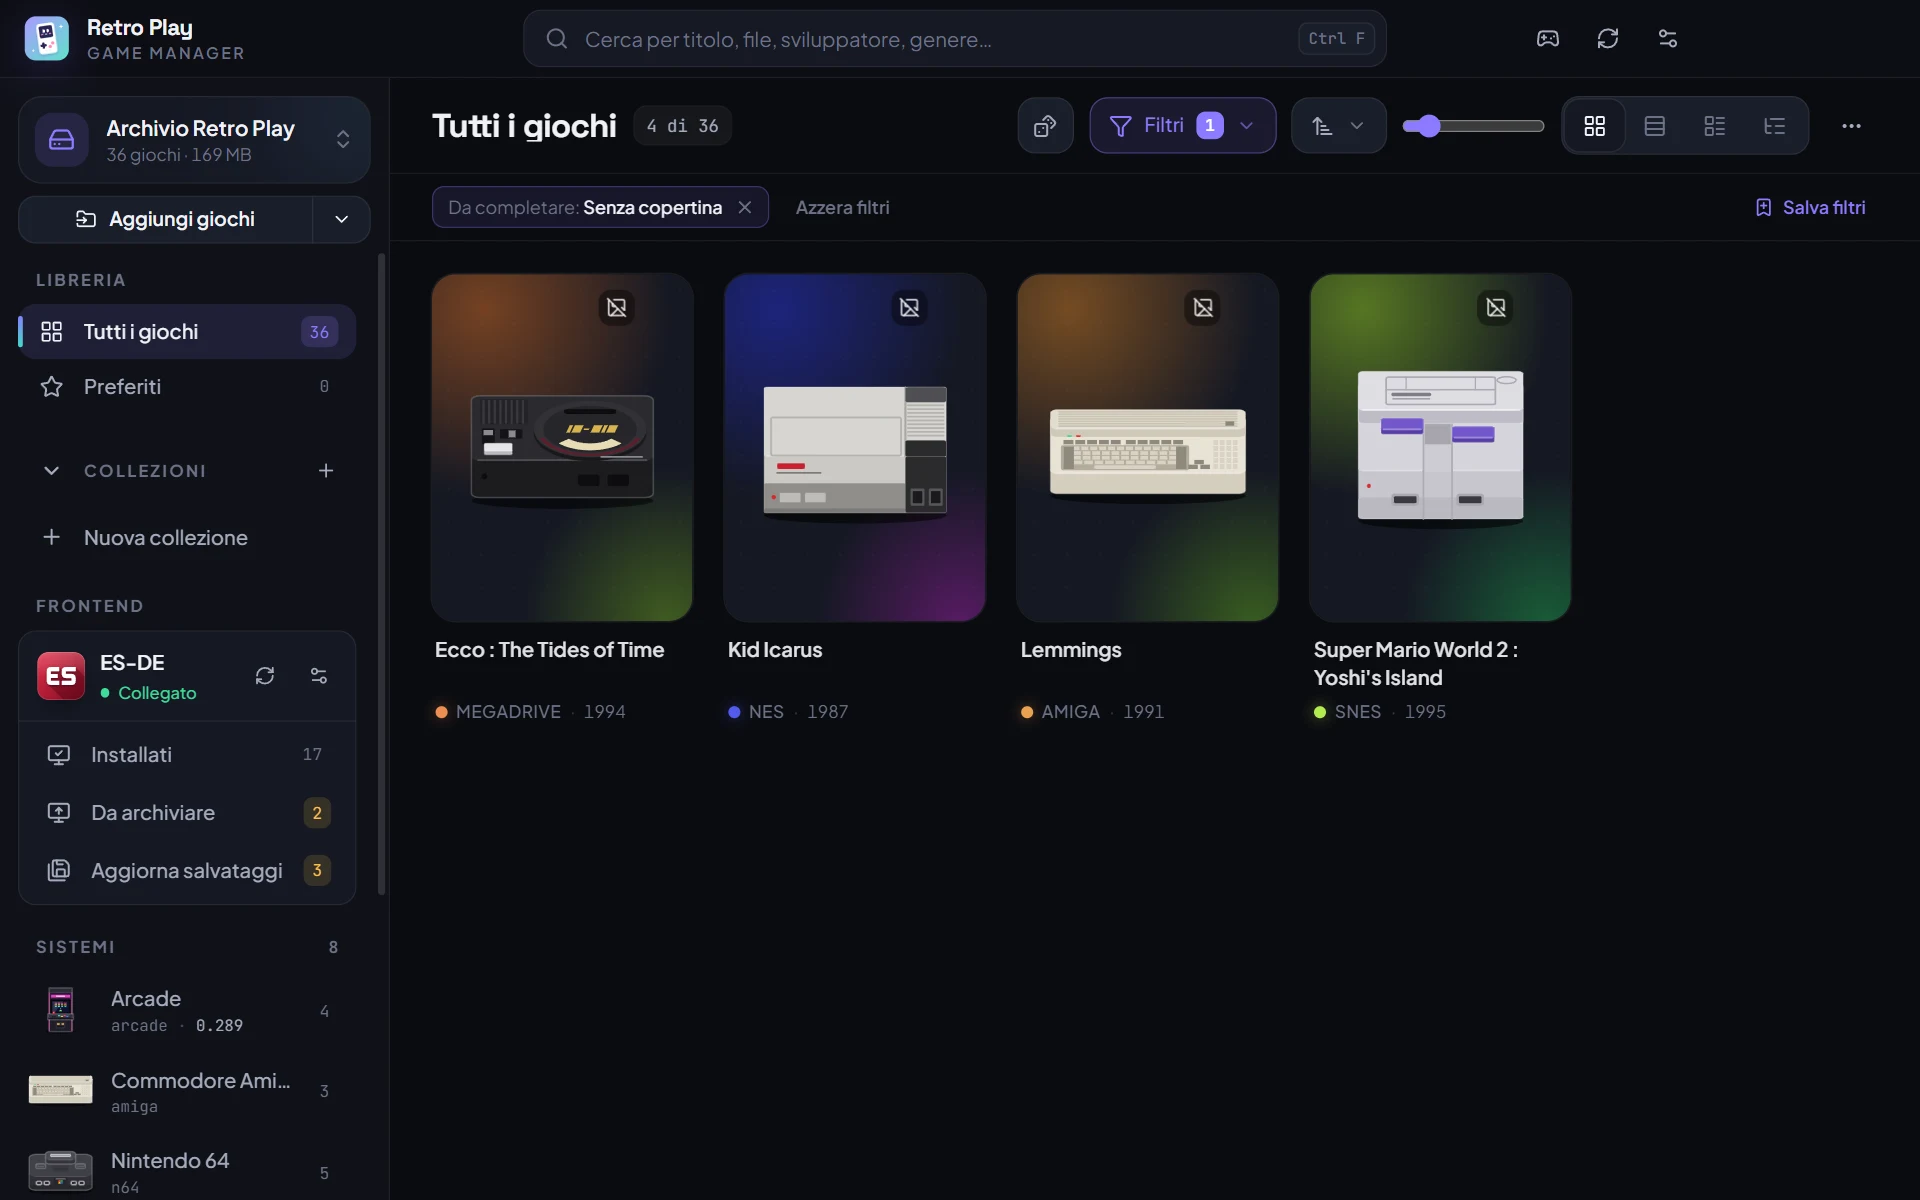 Retro Play
GAME MANAGER
Cerca per titolo, file, sviluppatore, genere...
Ctrl F
Archivio Retro Play
36 giochi · 169 MB
Aggiungi giochi
LIBRERIA
Tutti i giochi
36
Preferiti
0
COLLEZIONI
Nuova collezione
FRONTEND
ES
ES-DE
Collegato
Installati
17
Da archiviare
2
Aggiorna salvataggi
3
SISTEMI
8
Arcade
arcade · 0.289
4
Commodore Ami...
amiga
3
Nintendo 64
n64
5
Tutti i giochi
4 di 36
Filtri
1
Da completare: Senza copertina
Azzera filtri
Salva filtri
Ecco : The Tides of Time
MEGADRIVE · 1994
Kid Icarus
NES · 1987
Lemmings
AMIGA · 1991
Super Mario World 2 :
Yoshi's Island
SNES · 1995